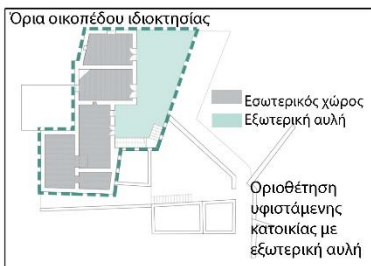 Όρια οικοπέδου ιδιοκτησίας
Εσωτερικός χώρος
Εξωτερική αυλή
Οριοθέτηση
υφιστάμενης
κατοικίας με
εξωτερική αυλή